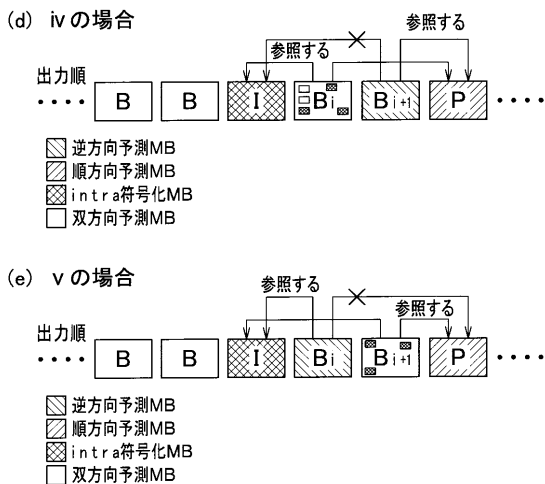 (d) ivの場合
参照する
参照する
出力順
････ B B I Bi Bi+1 P ････
逆方向予測MB
順方向予測MB
intra符号化MB
双方向予測MB
(e) vの場合
参照する
参照する
出力順
････ B B I Bi Bi+1 P ････
逆方向予測MB
順方向予測MB
intra符号化MB
双方向予測MB